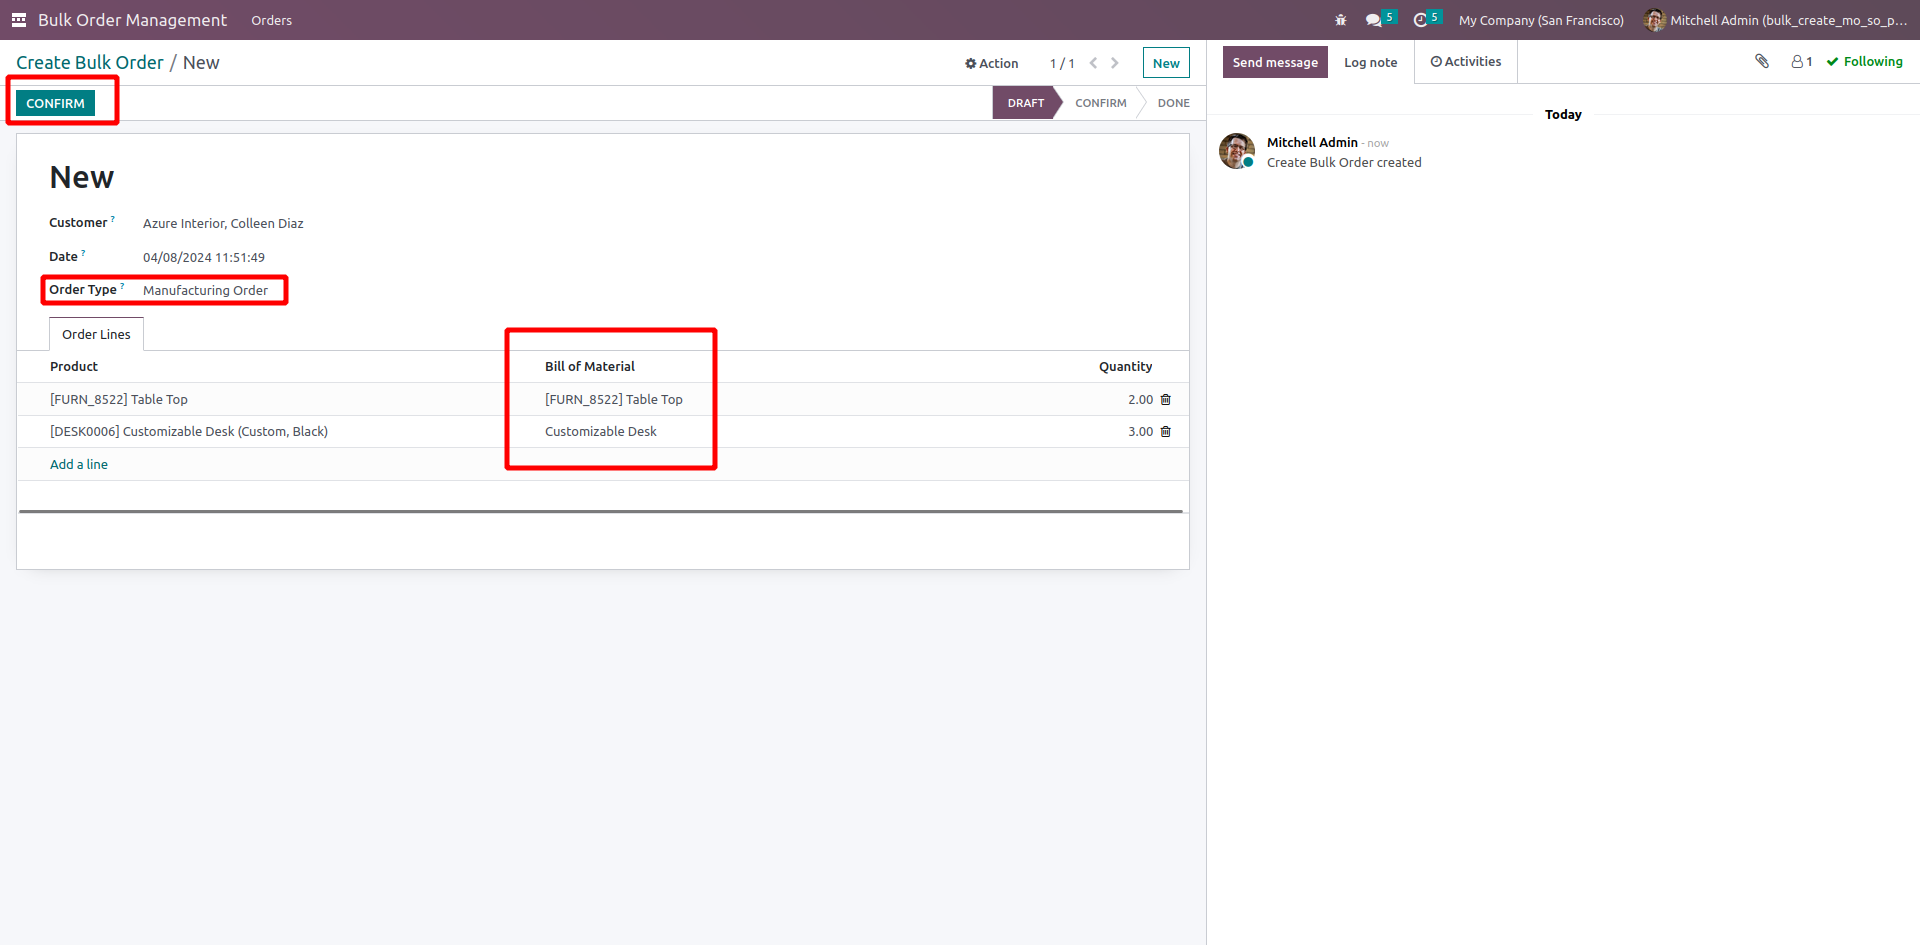 Bulk Order Management Orders 5 5 My Company (San Francisco) Mitchell Admin (bulk_create_mo_so_p...
Create Bulk Order / New Action 1 / 1 New
CONFIRM DRAFT CONFIRM DONE
New
Customer ? Azure Interior, Colleen Diaz
Date ? 04/08/2024 11:51:49
Order Type ? Manufacturing Order
Order Lines
Product Bill of Material Quantity
[FURN_8522] Table Top [FURN_8522] Table Top 2.00
[DESK0006] Customizable Desk (Custom, Black) Customizable Desk 3.00
Add a line
Send message Log note Activities 1 Following
Today
Mitchell Admin - now
Create Bulk Order created